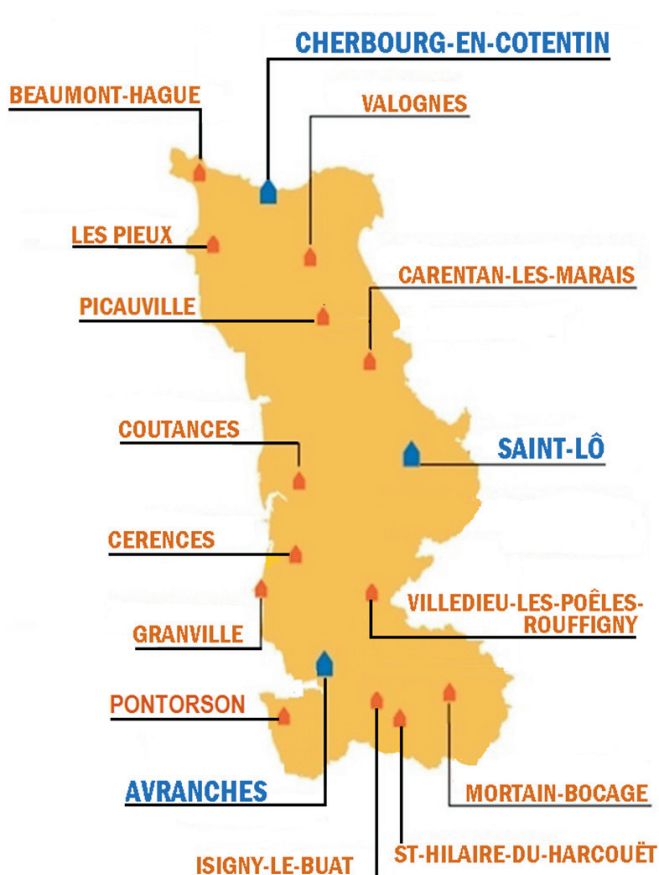 CHERBOURG-EN-COTENTIN
BEAUMONT-HAGUE
VALOGNES
LES PIEUX
CARENTAN-LES-MARAIS
PICAUVILLE
COUTANCES
SAINT-LÔ
CERENCES
VILLEDIEU-LES-POÊLES-
ROUFFIGNY
GRANVILLE
PONTORSON
AVRANCHES
MORTAIN-BOCAGE
ST-HILAIRE-DU-HARCOUËT
ISIGNY-LE-BUAT